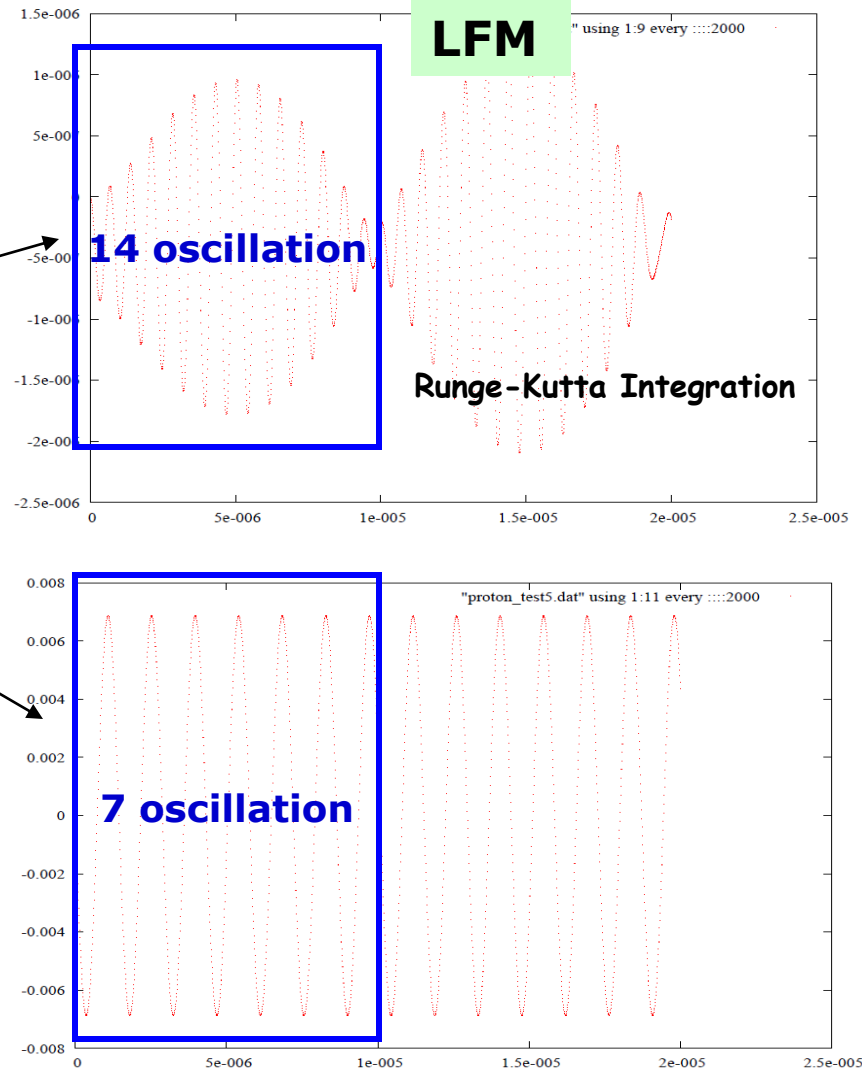 1.5e-006
LFM
" using 1:9 every ::::2000
1e-00
5e-00
14 oscillation
-5e-00
-1e-00
-1.5e-00
Runge-Kutta Integration
-2e-00
-2.5e-006
0 5e-006 1e-005 1.5e-005 2e-005 2.5e-005
0.008
"proton_test5.dat" using 1:11 every ::::2000
0.006
0.004
0.002
0
7 oscillation
-0.002
-0.004
-0.006
-0.008
0 5e-006 1e-005 1.5e-005 2e-005 2.5e-005